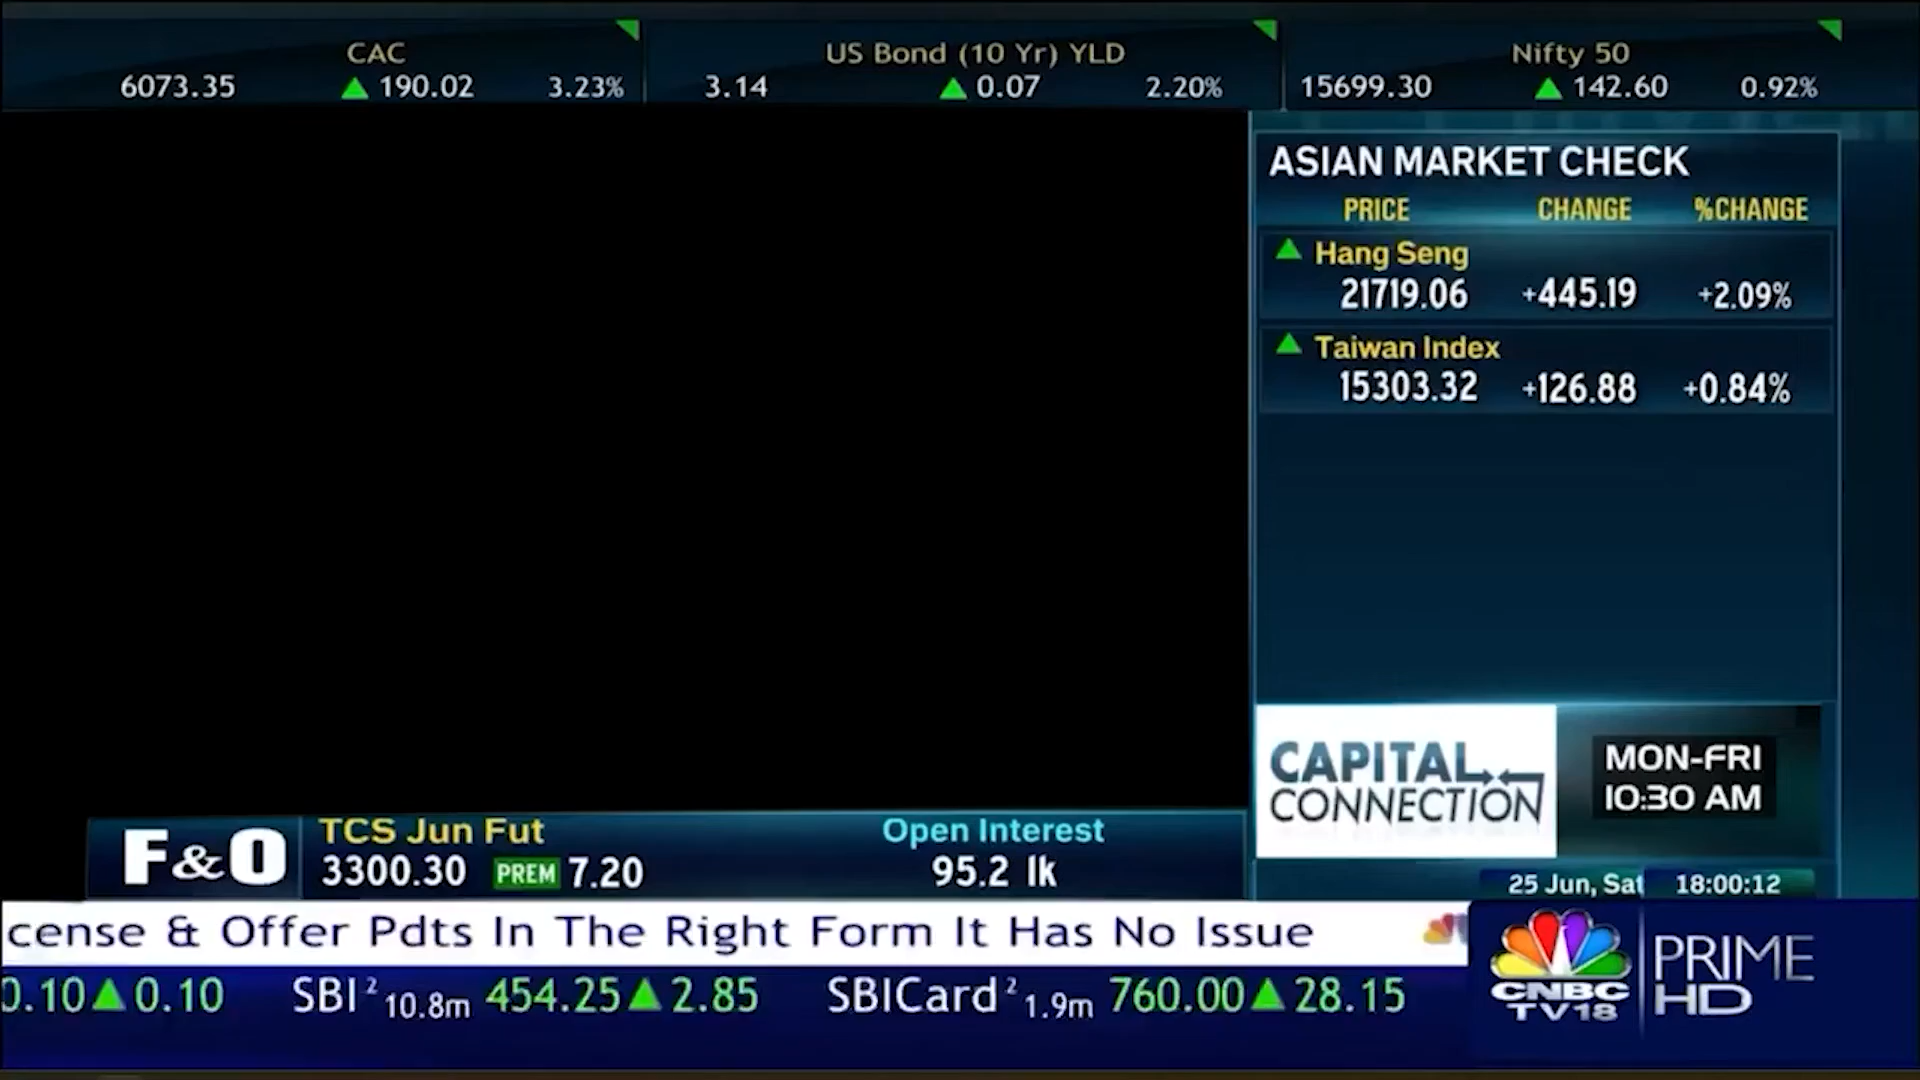 CAC
6073.35 190.02 3.23%
US Bond (10 Yr) YLD
3.14 0.07 2.20%
Nifty 50
15699.30 142.60 0.92%
ASIAN MARKET CHECK
PRICE CHANGE %CHANGE
Hang Seng
21719.06 +445.19 +2.09%
Taiwan Index
15303.32 +126.88 +0.84%
CAPITAL
CONNECTION
MON-FRI
10:30 AM
F&O
TCS Jun Fut Open Interest
3300.30 PREM 7.20 95.2 lk
25 Jun, Sat 18:00:12
cense & Offer Pdts In The Right Form It Has No Issue
0.10 0.10 SBI² 10.8m 454.25 2.85 SBICard² 1.9m 760.00 28.15
CNBC
TV18
PRIME
HD